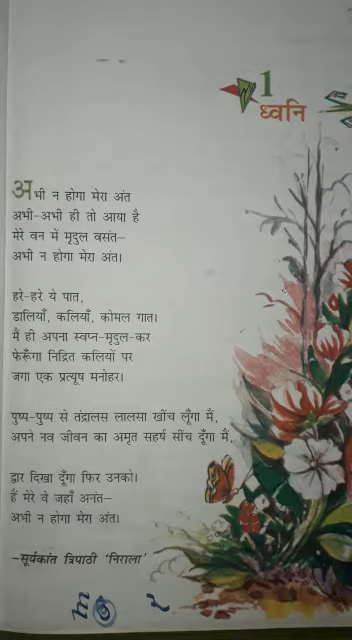 1
ध्वनि
अभी न होगा मेरा अंत
अभी-अभी ही तो आया है
मेरे वन में मृदुल वसंत–
अभी न होगा मेरा अंत।
हरे-हरे ये पात,
डालियाँ, कलियाँ, कोमल गात।
मैं ही अपना स्वप्न-मृदुल-कर
फेरूँगा निद्रित कलियों पर
जगा एक प्रत्यूष मनोहर।
पुष्प-पुष्प से तंद्रालस लालसा खींच लूँगा मैं,
अपने नव जीवन का अमृत सहर्ष सींच दूँगा मैं,
द्वार दिखा दूँगा फिर उनको।
हैं मेरे वे जहाँ अनंत–
अभी न होगा मेरा अंत।
–सूर्यकांत त्रिपाठी 'निराला'